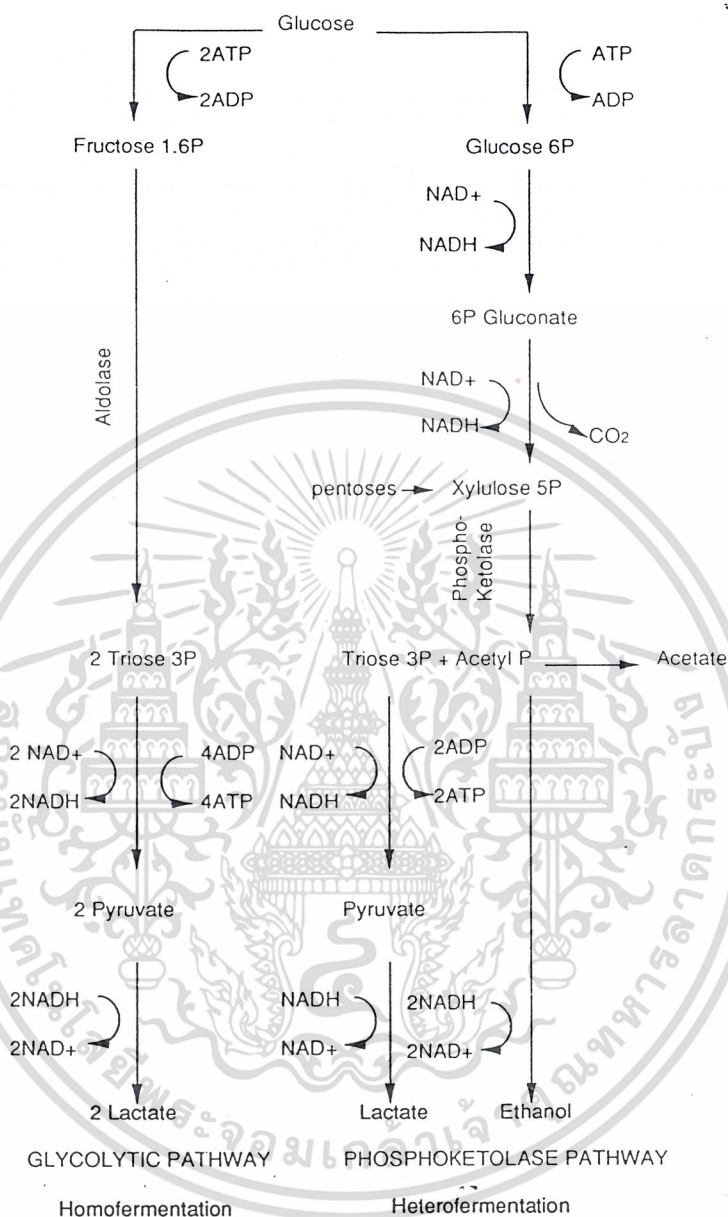 Glucose
2ATP
2ADP
ATP
ADP
Fructose 1.6P
Glucose 6P
NAD+
NADH
6P Gluconate
Aldolase
NAD+
NADH
CO2
pentoses
Xylulose 5P
Phospho-
Ketolase
2 Triose 3P
Triose 3P + Acetyl P
Acetate
2 NAD+
2NADH
4ADP
4ATP
NAD+
NADH
2ADP
2ATP
2 Pyruvate
Pyruvate
2NADH
2NAD+
NADH
NAD+
2NADH
2NAD+
2 Lactate
Lactate
Ethanol
GLYCOLYTIC PATHWAY
PHOSPHOKETOLASE PATHWAY
Homofermentation
Heterofermentation